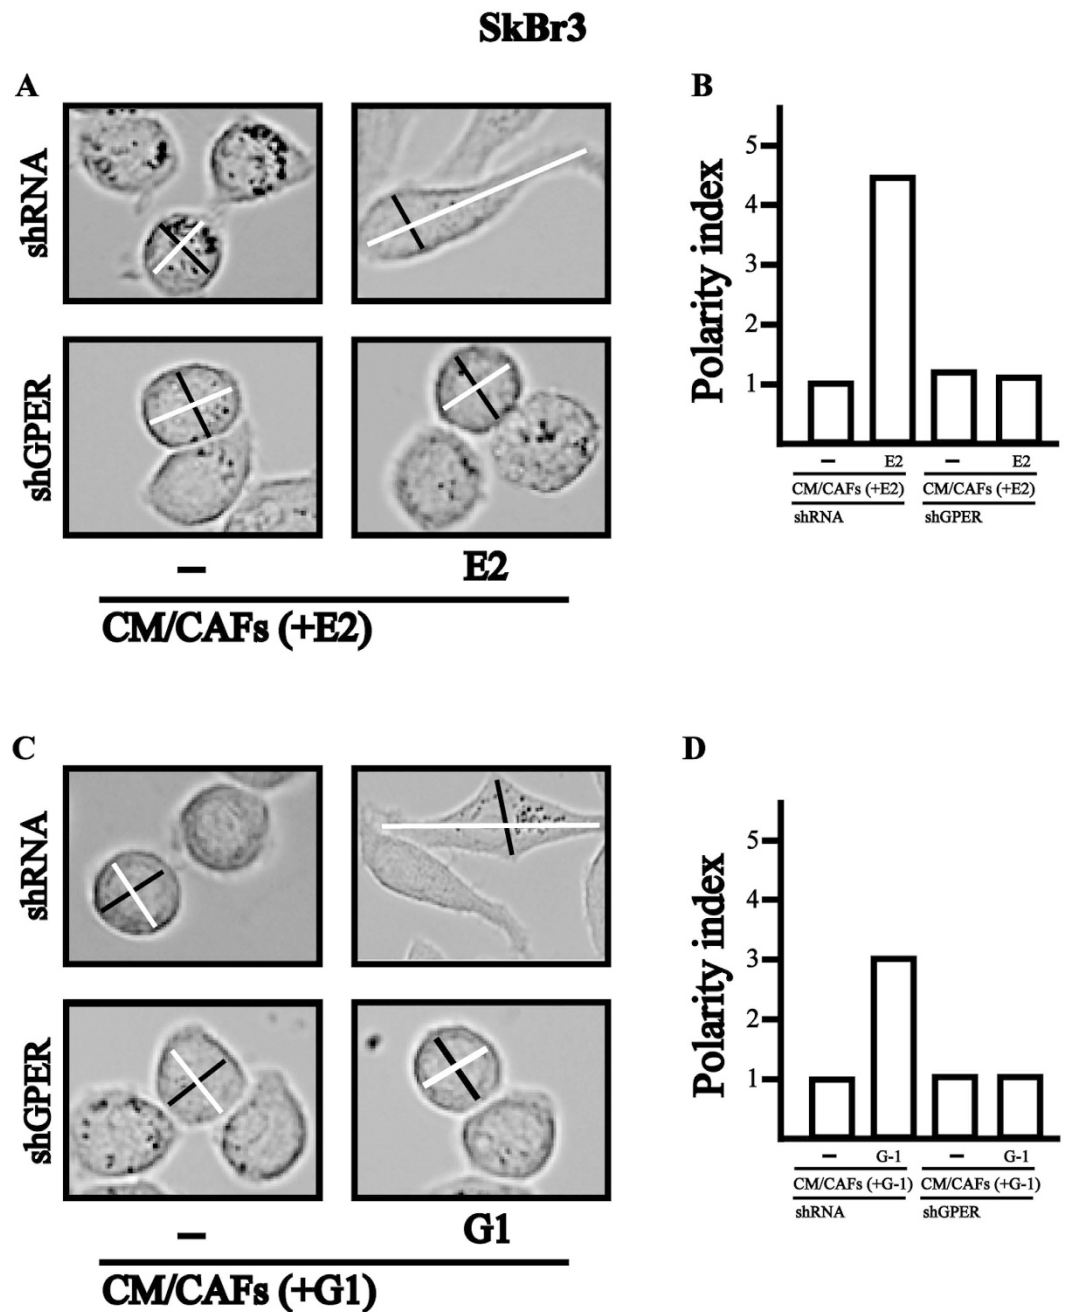 SkBr3
A
shRNA
shGPER
–
E2
CM/CAFs (+E2)
B
Polarity index
5
4
3
2
1
–
E2
–
E2
CM/CAFs (+E2)
CM/CAFs (+E2)
shRNA
shGPER
C
shRNA
shGPER
–
G1
CM/CAFs (+G1)
D
Polarity index
5
4
3
2
1
–
G-1
–
G-1
CM/CAFs (+G-1)
CM/CAFs (+G-1)
shRNA
shGPER